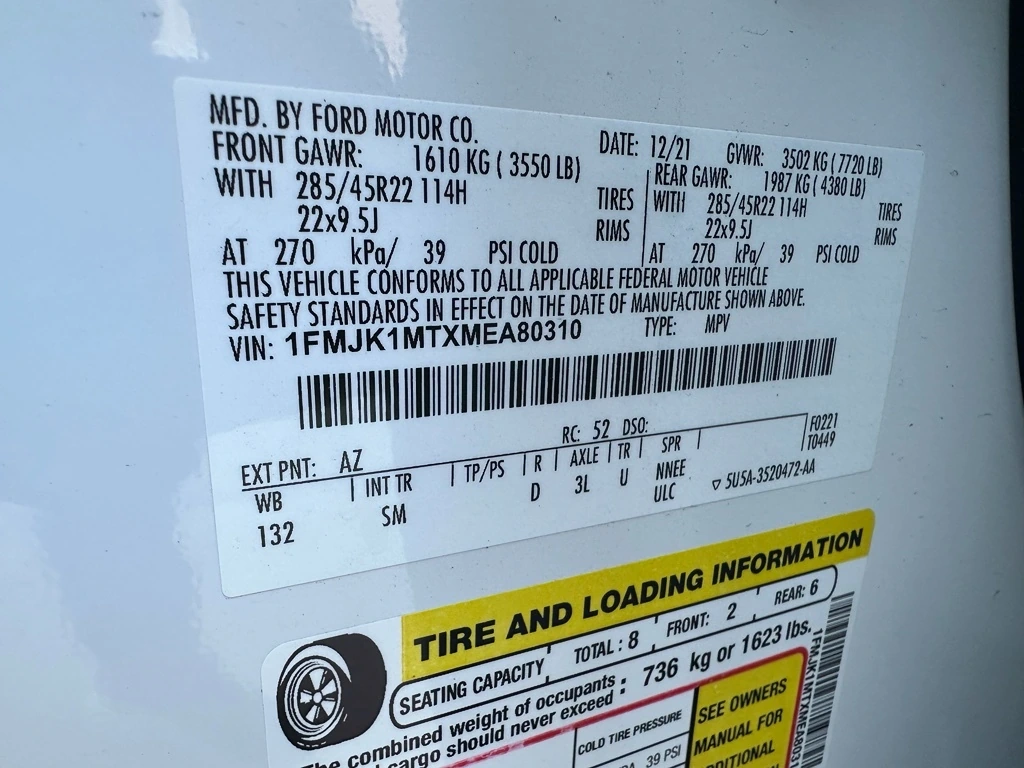 MFD. BY FORD MOTOR CO.
DATE: 12/21 GVWR: 3502 KG ( 7720 LB)
FRONT GAWR: 1610 KG ( 3550 LB)
WITH 285/45R22 114H TIRES
22x9.5J RIMS
AT 270 kPa/ 39 PSI COLD
REAR GAWR: 1987 KG ( 4380 LB)
WITH 285/45R22 114H TIRES
22x9.5J RIMS
AT 270 kPa/ 39 PSI COLD
THIS VEHICLE CONFORMS TO ALL APPLICABLE FEDERAL MOTOR VEHICLE
SAFETY STANDARDS IN EFFECT ON THE DATE OF MANUFACTURE SHOWN ABOVE.
VIN: 1FMJK1MTXMEA80310 TYPE: MPV
EXT PNT: AZ RC: 52 DSO: F0221
T0449
WB INT TR TP/PS R AXLE TR SPR
132 SM D 3L U NNEE
ULC
▽ 5U5A-3520472-AA
TIRE AND LOADING INFORMATION
SEATING CAPACITY TOTAL : 8 FRONT: 2 REAR: 6
The combined weight of occupants : 736 kg or 1623 lbs.
cargo should never exceed
COLD TIRE PRESSURE
39 PSI
SEE OWNERS
MANUAL FOR
1FMJK1MTXMEA8031